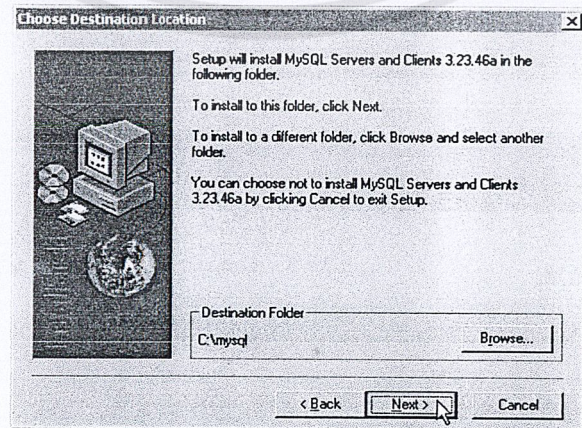 Choose Destination Location
Setup will install MySQL Servers and Clients 3.23.46a in the
following folder.
To install to this folder, click Next.
To install to a different folder, click Browse and select another
folder.
You can choose not to install MySQL Servers and Clients
3.23.46a by clicking Cancel to exit Setup.
Destination Folder
C:\mysql
Browse...
< Back
Next >
Cancel